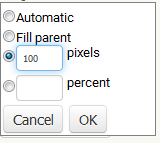 Automatic
Fill parent
100 pixels
percent
Cancel OK